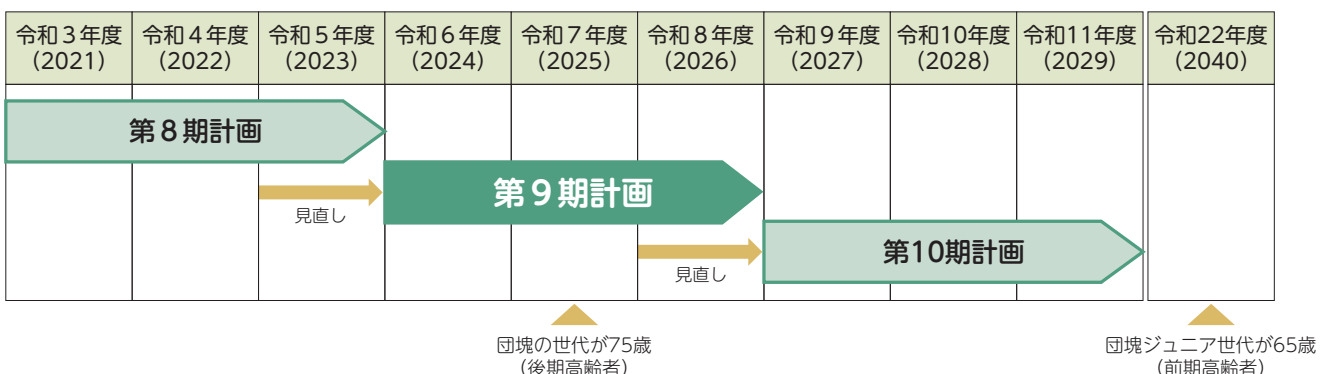 令和３年度
（2021）
令和４年度
（2022）
令和５年度
（2023）
令和６年度
（2024）
令和７年度
（2025）
令和８年度
（2026）
令和９年度
（2027）
令和10年度
（2028）
令和11年度
（2029）
令和22年度
（2040）
第８期計画
見直し
第９期計画
見直し
第10期計画
団塊の世代が75歳
（後期高齢者）
団塊ジュニア世代が65歳
（前期高齢者）